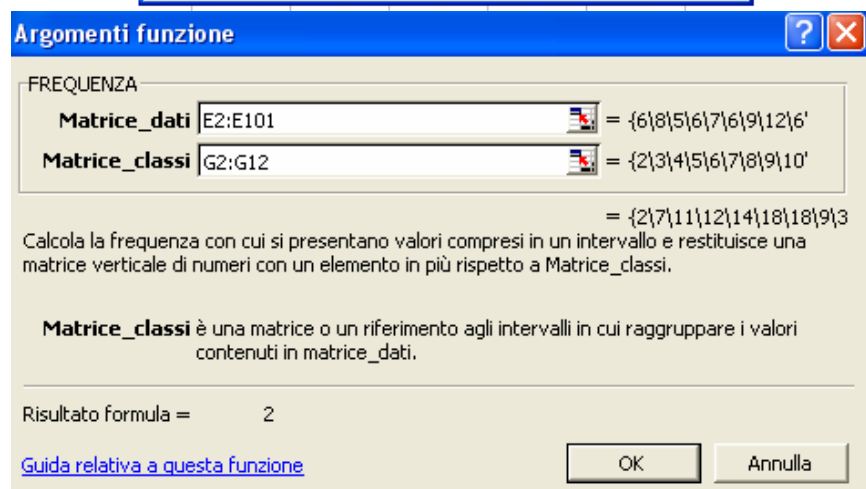 Argomenti funzione
FREQUENZA
Matrice_dati E2:E101 = {6\8\5\6\7\6\9\12\6'
Matrice_classi G2:G12 = {2\3\4\5\6\7\8\9\10'
= {2\7\11\12\14\18\18\9\3
Calcola la frequenza con cui si presentano valori compresi in un intervallo e restituisce una
matrice verticale di numeri con un elemento in più rispetto a Matrice_classi.
Matrice_classi è una matrice o un riferimento agli intervalli in cui raggruppare i valori
contenuti in matrice_dati.
Risultato formula = 2
Guida relativa a questa funzione OK Annulla